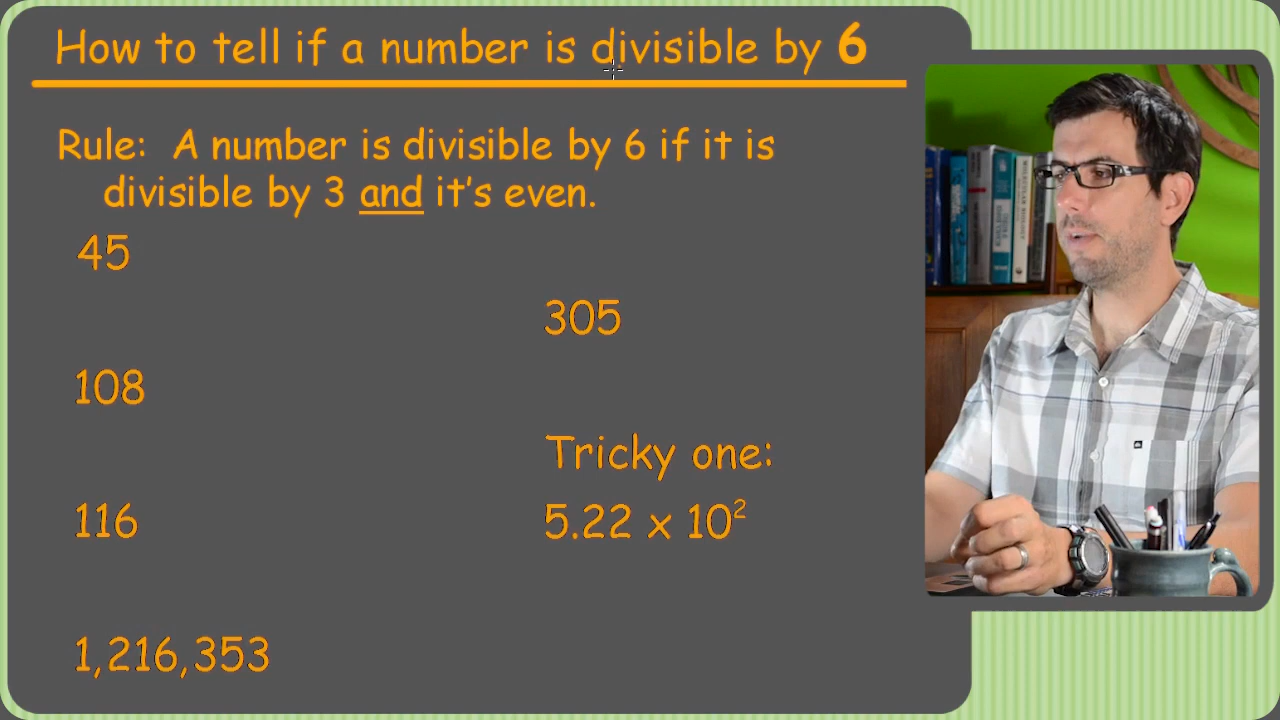 How to tell if a number is divisible by 6
Rule: A number is divisible by 6 if it is
divisible by 3 and it's even.
45
305
108
Tricky one:
116
5.22 x 10²
1,216,353